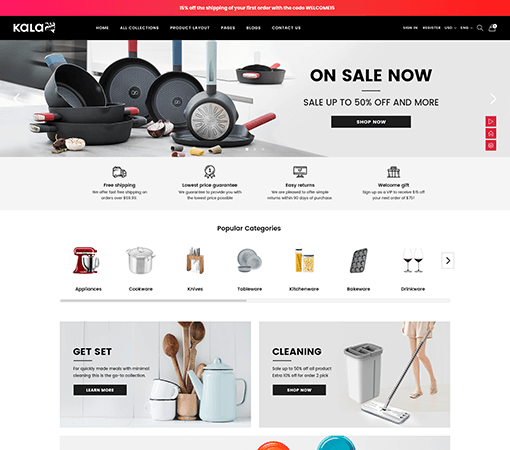 15% off the shipping of your first order with the code WELCOME15
KALA
HOME
ALL COLLECTIONS
PRODUCT LAYOUT
PAGES
BLOGS
CONTACT US
SIGN IN
REGISTER
USD
ENG
0
ON SALE NOW
SALE UP TO 50% OFF AND MORE
SHOP NOW
Free shipping
We offer fast free shipping on
orders over $69.99
Lowest price guarantee
We guarantee to provide you with
the lowest price possible
Easy returns
We are pleased to offer simple
returns within 90 days of purchase.
Welcome gift
Sign up as a VIP to receive $15 off
your next order of $75!
Popular Categories
Appliances
Cookware
Knives
Tableware
Kitchenware
Bakeware
Drinkware
GET SET
For quickly made meals with minimal
cleaning this is the go-to collection.
LEARN MORE
CLEANING
Sale up to 50% all product
Extra 10% off for order 2 pick
SHOP NOW